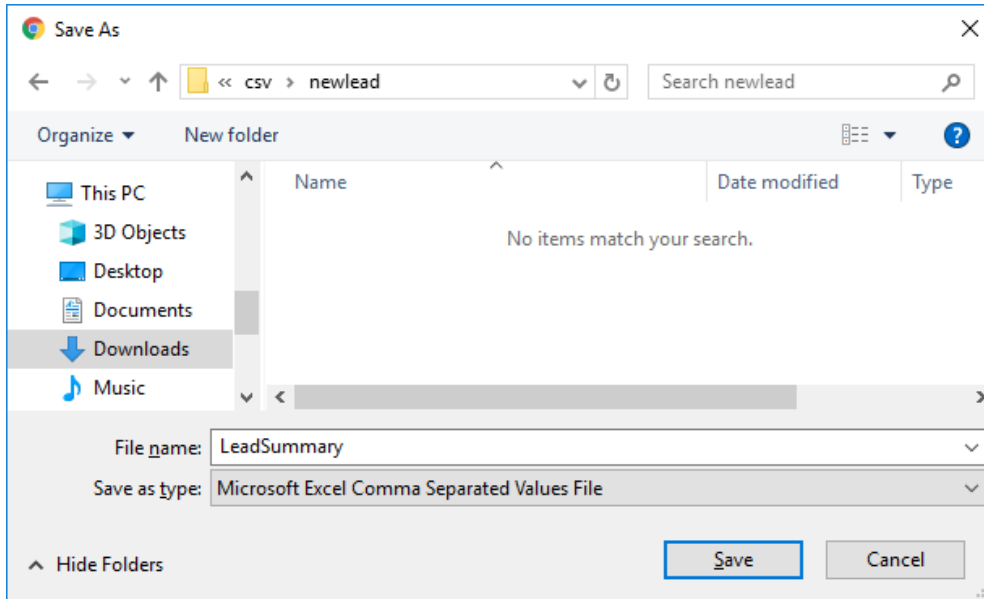 Save As
« csv › newlead
Search newlead
Organize
New folder
?
Name
Date modified
Type
This PC
3D Objects
Desktop
Documents
Downloads
Music
No items match your search.
File name: LeadSummary
Save as type: Microsoft Excel Comma Separated Values File
Hide Folders
Save
Cancel